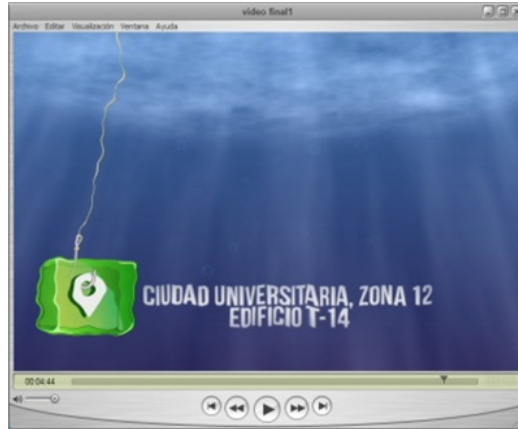 video final1
Archivo Editar Visualización Ventana Ayuda
CIUDAD UNIVERSITARIA, ZONA 12
EDIFICIO T-14
00:04:44